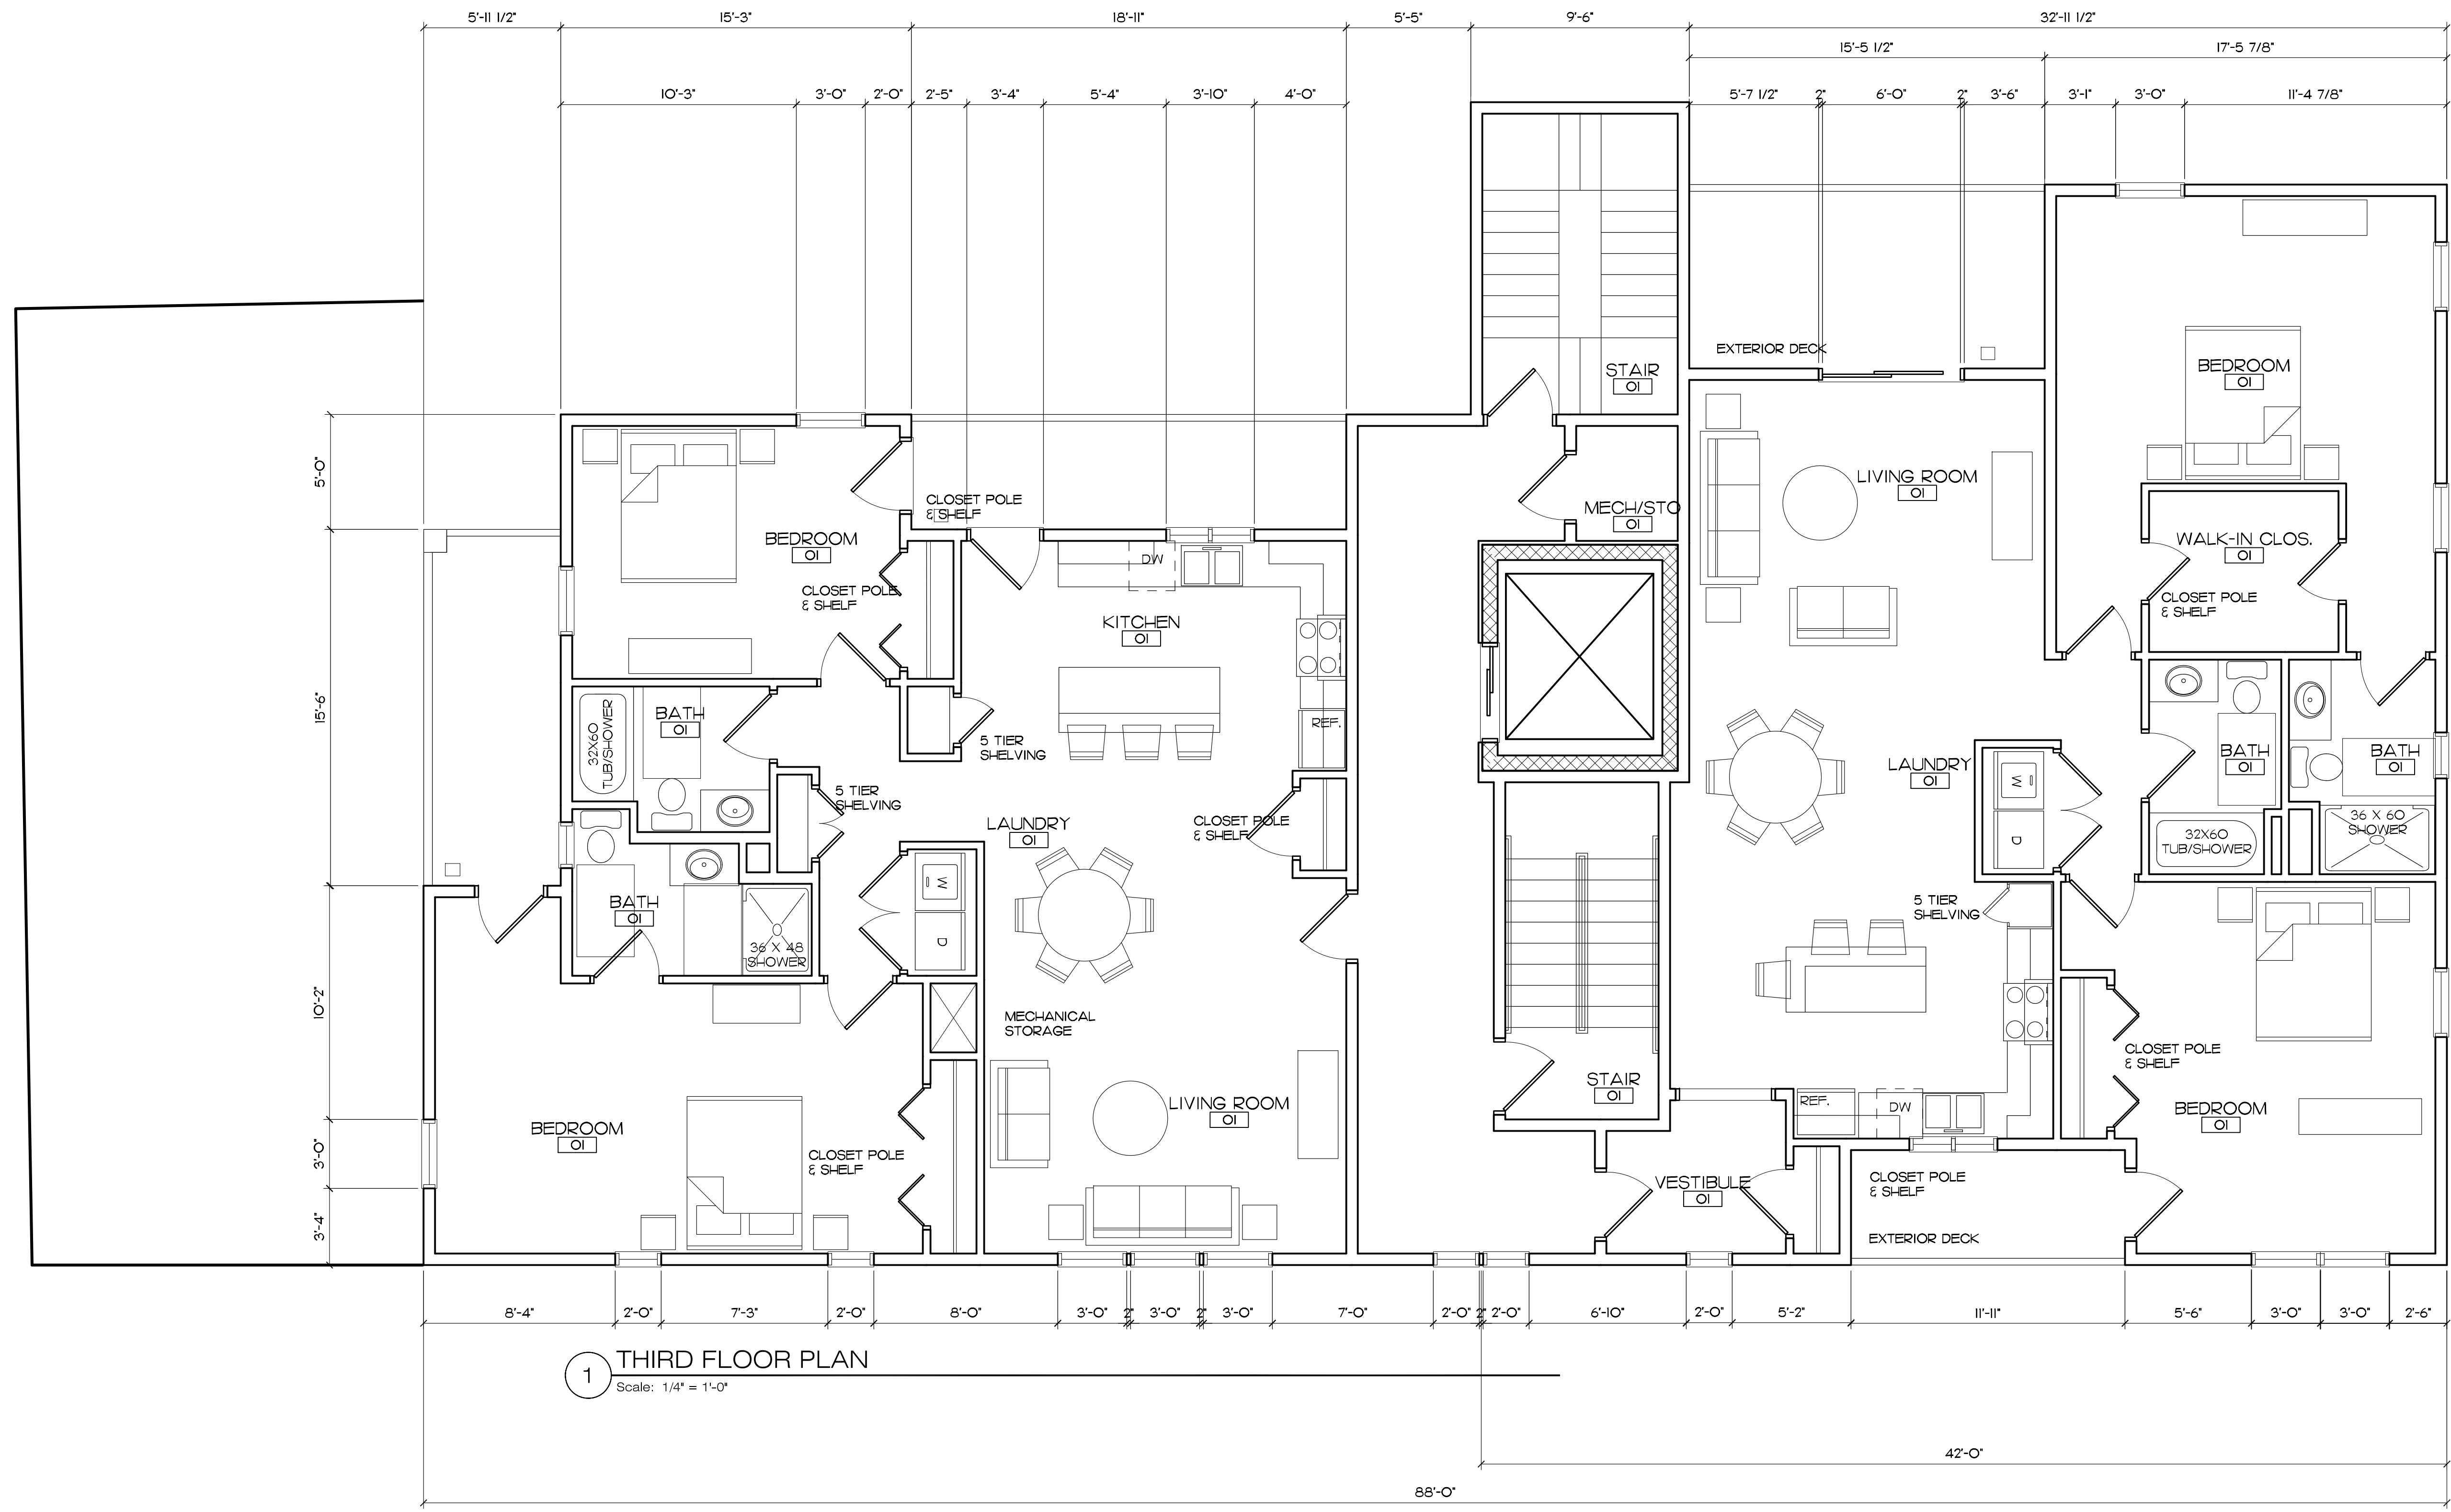 5'-11 1/2" 15'-3" 18'-11" 5'-5" 9'-6" 32'-11 1/2"
15'-5 1/2" 17'-5 7/8"
10'-3" 3'-0" 2'-0" 2'-5" 3'-4" 5'-4" 3'-10" 4'-0" 5'-7 1/2" 2" 6'-0" 2" 3'-6" 3'-1" 3'-0" 11'-4 7/8"
EXTERIOR DECK
STAIR
01
BEDROOM
01
5'-0"
CLOSET POLE
& SHELF
MECH/STO
01
LIVING ROOM
01
BEDROOM
01
DW
WALK-IN CLOS.
01
CLOSET POLE
& SHELF
CLOSET POLE
& SHELF
KITCHEN
01
15'-6"
32X60
TUB/SHOWER
BATH
01
REF.
5 TIER
SHELVING
BATH
01
BATH
01
LAUNDRY
01
W
D
5 TIER
SHELVING
LAUNDRY
01
CLOSET POLE
& SHELF
32X60
TUB/SHOWER
36 X 60
SHOWER
W
D
BATH
01
36 X 48
SHOWER
5 TIER
SHELVING
10'-2"
MECHANICAL
STORAGE
CLOSET POLE
& SHELF
STAIR
01
REF.
DW
BEDROOM
01
BEDROOM
01
LIVING ROOM
01
3'-0"
CLOSET POLE
& SHELF
VESTIBULE
01
CLOSET POLE
& SHELF
3'-4"
EXTERIOR DECK
8'-4" 2'-0" 7'-3" 2'-0" 8'-0" 3'-0" 2" 3'-0" 2" 3'-0" 7'-0" 2'-0" 2" 2'-0" 6'-10" 2'-0" 5'-2" 11'-11" 5'-6" 3'-0" 3'-0" 2'-6"
1
THIRD FLOOR PLAN
Scale: 1/4" = 1'-0"
42'-0"
88'-0"